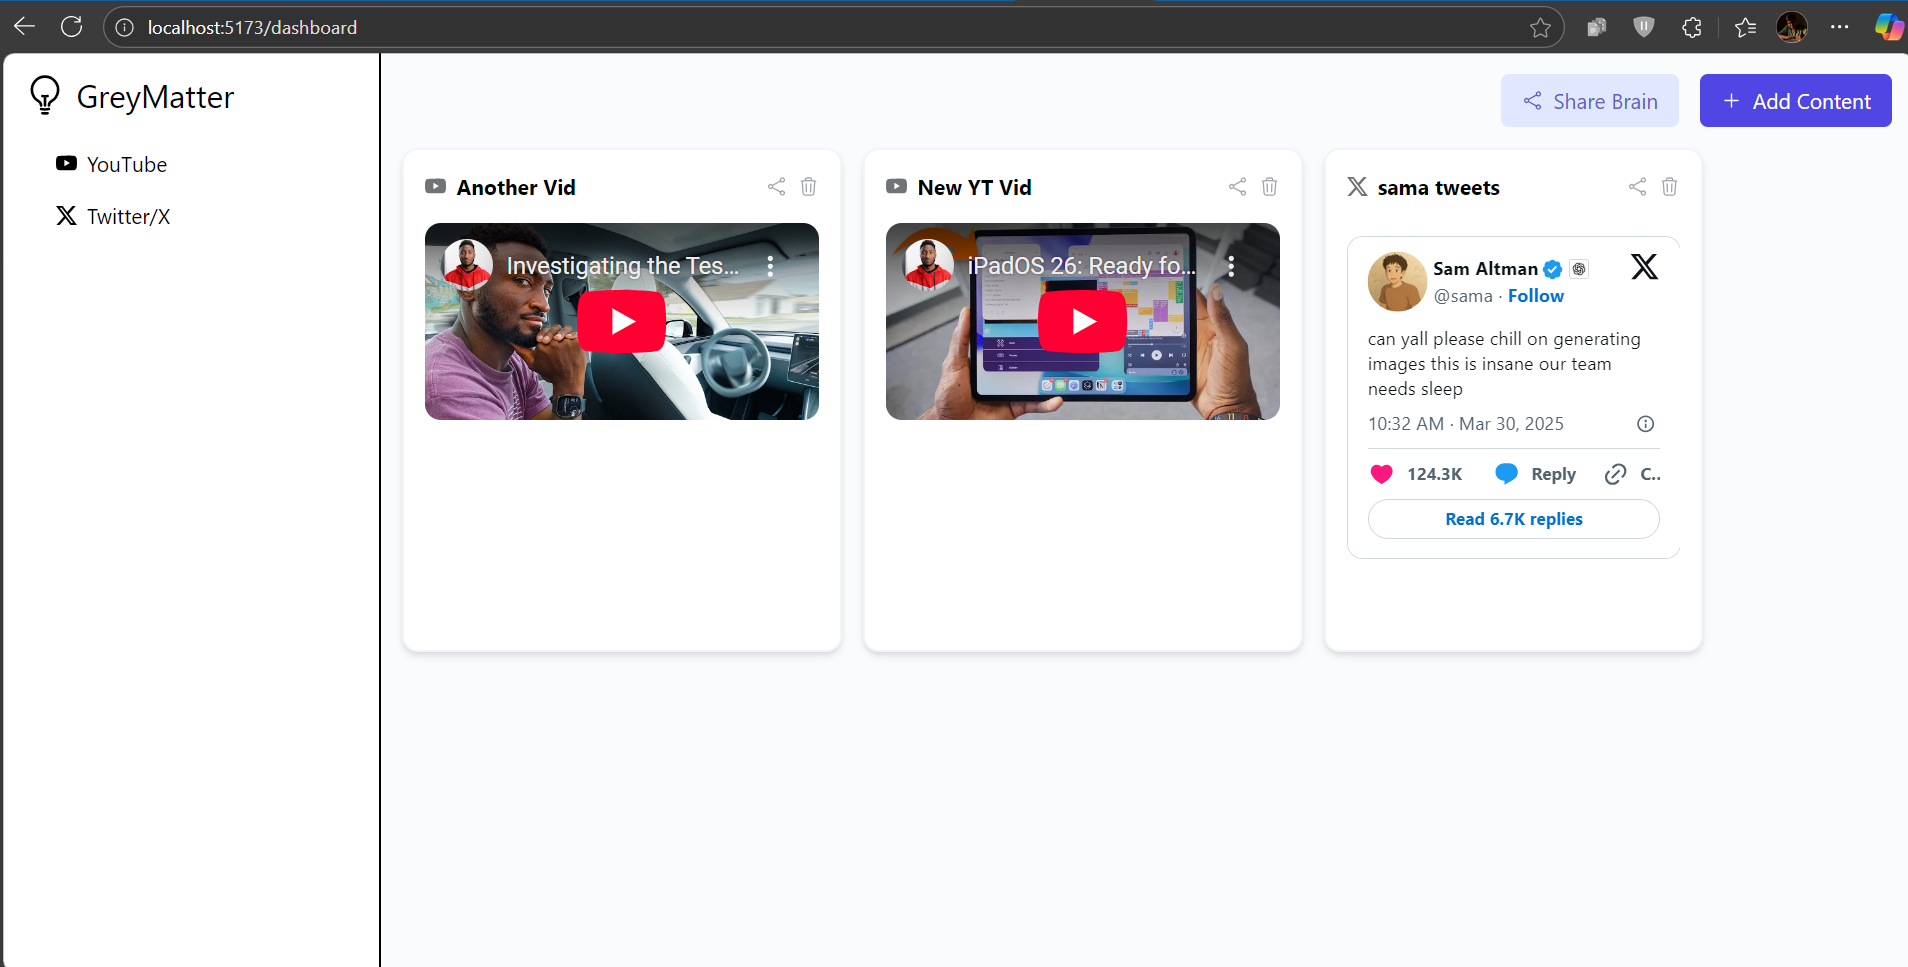 localhost:5173/dashboard
GreyMatter
YouTube
Twitter/X
Share Brain
Add Content
Another Vid
Investigating the Tes...
New YT Vid
iPadOS 26: Ready fo...
sama tweets
Sam Altman
@sama · Follow
can yall please chill on generating
images this is insane our team
needs sleep
10:32 AM · Mar 30, 2025
124.3K Reply C..
Read 6.7K replies